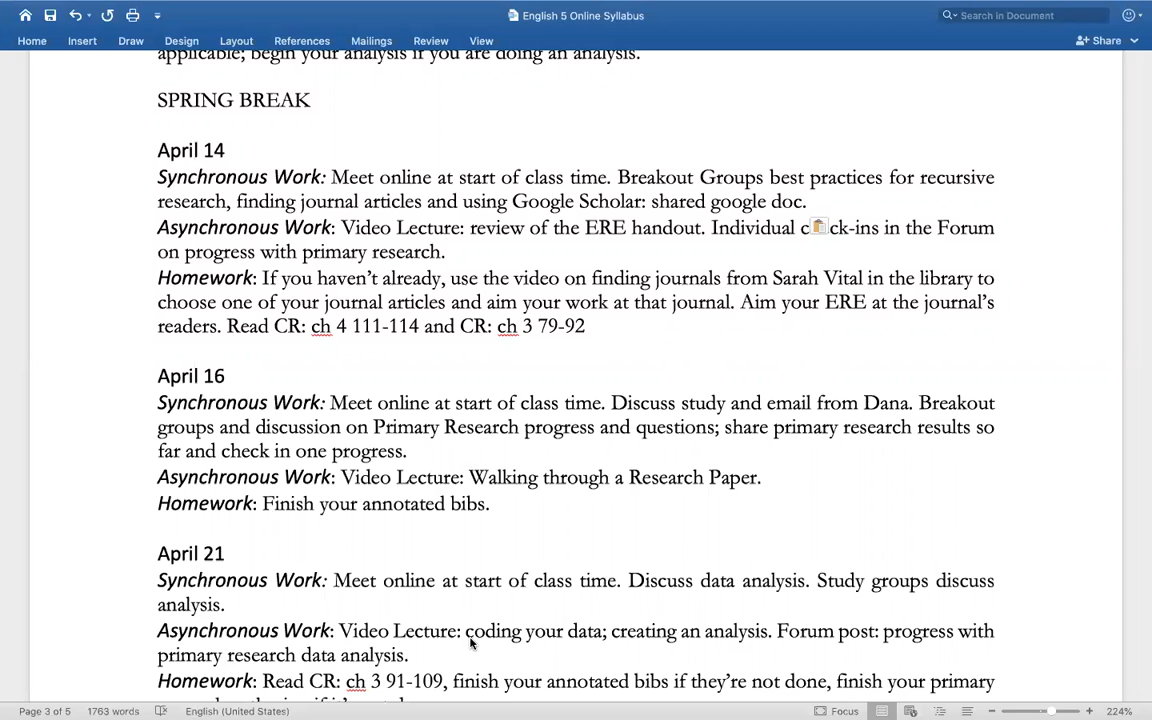 English 5 Online Syllabus
Search in Document
Home Insert Draw Design Layout References Mailings Review View
Share
applicable; begin your analysis if you are doing an analysis.
SPRING BREAK
April 14
Synchronous Work: Meet online at start of class time. Breakout Groups best practices for recursive
research, finding journal articles and using Google Scholar: shared google doc.
Asynchronous Work: Video Lecture: review of the ERE handout. Individual c ck-ins in the Forum
on progress with primary research.
Homework: If you haven’t already, use the video on finding journals from Sarah Vital in the library to
choose one of your journal articles and aim your work at that journal. Aim your ERE at the journal’s
readers. Read CR: ch 4 111-114 and CR: ch 3 79-92
April 16
Synchronous Work: Meet online at start of class time. Discuss study and email from Dana. Breakout
groups and discussion on Primary Research progress and questions; share primary research results so
far and check in one progress.
Asynchronous Work: Video Lecture: Walking through a Research Paper.
Homework: Finish your annotated bibs.
April 21
Synchronous Work: Meet online at start of class time. Discuss data analysis. Study groups discuss
analysis.
Asynchronous Work: Video Lecture: coding your data; creating an analysis. Forum post: progress with
primary research data analysis.
Homework: Read CR: ch 3 91-109, finish your annotated bibs if they’re not done, finish your primary
Page 3 of 5 1763 words English (United States) Focus 224%